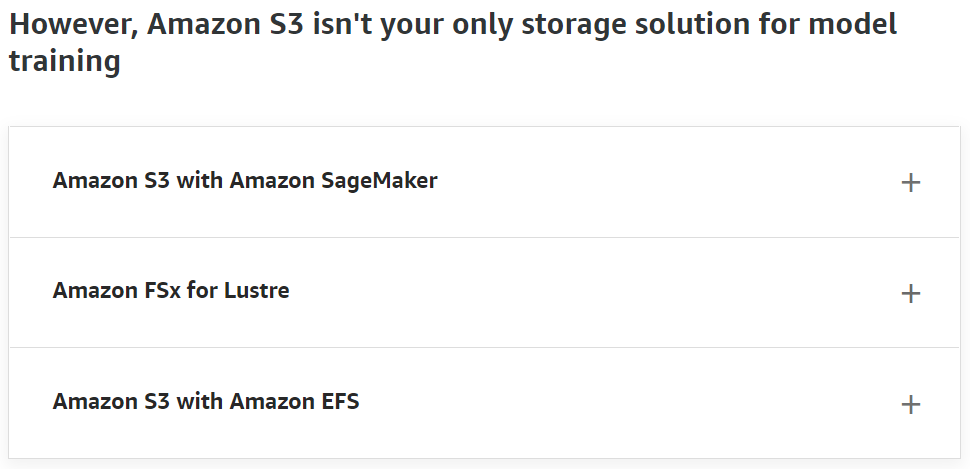 However, Amazon S3 isn't your only storage solution for model
training
Amazon S3 with Amazon SageMaker
Amazon FSx for Lustre
Amazon S3 with Amazon EFS